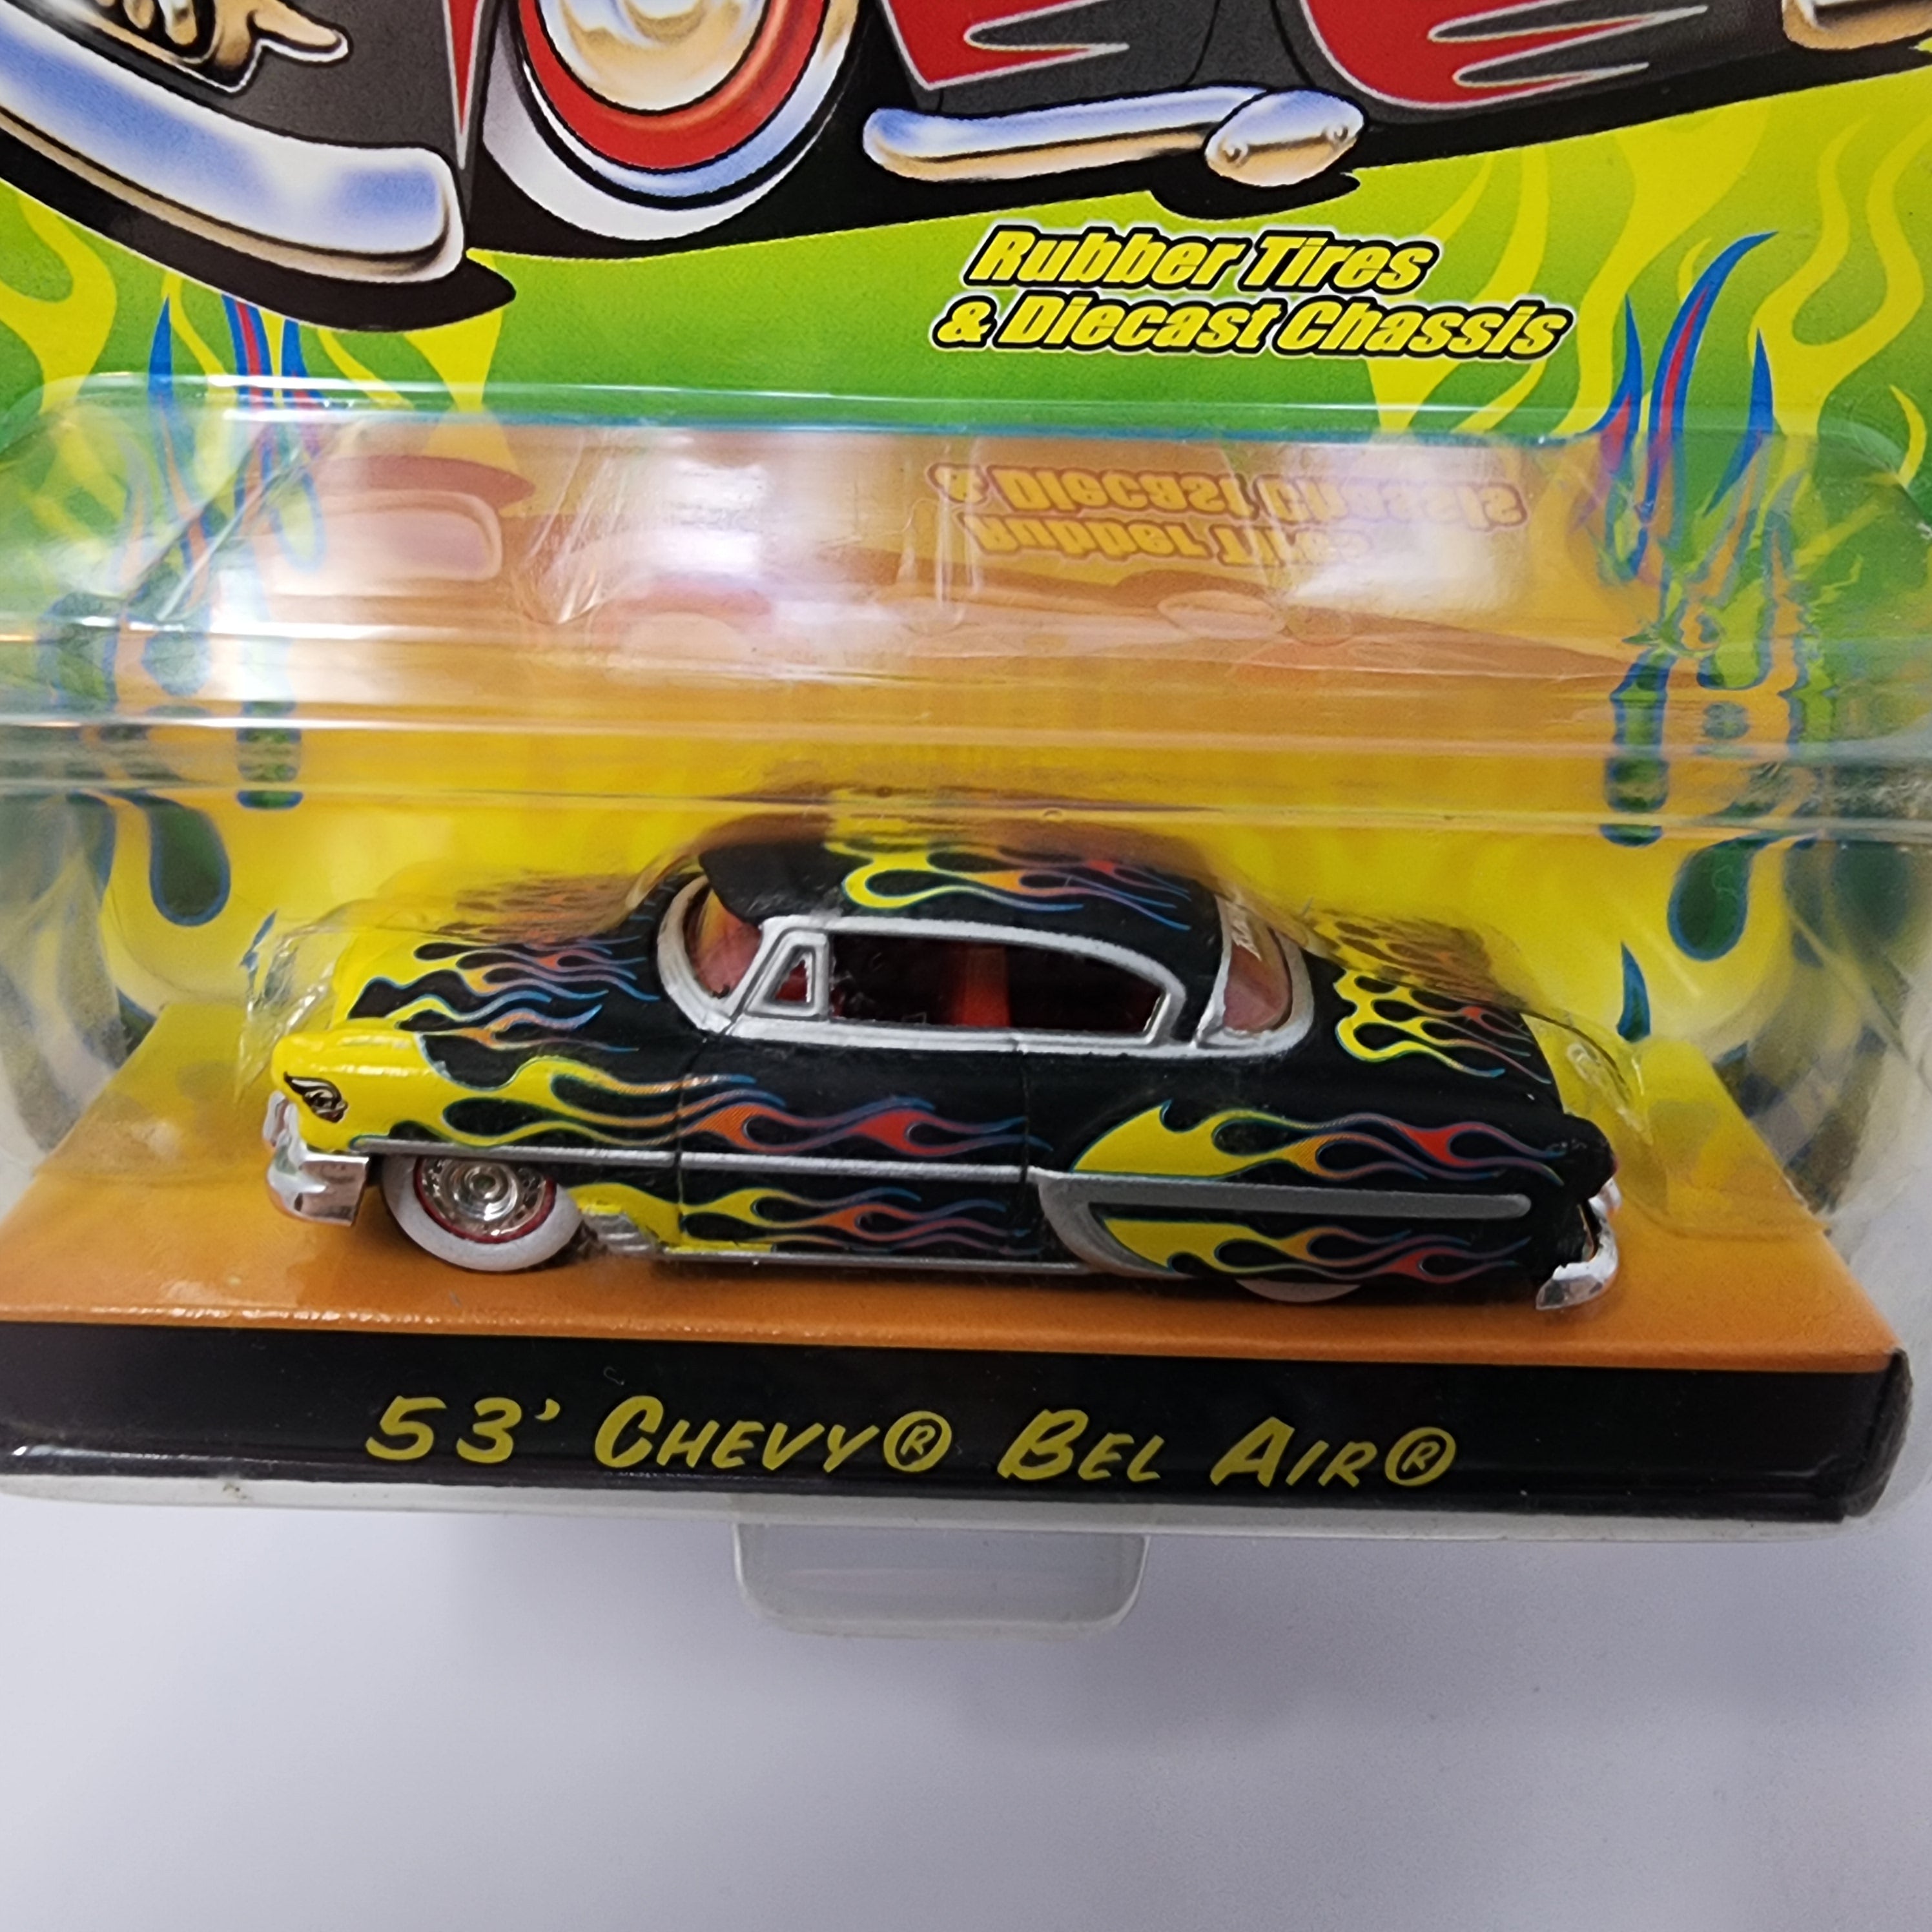 Rubber Tires
& Diecast Chassis
53' CHEVY® BEL AIR®